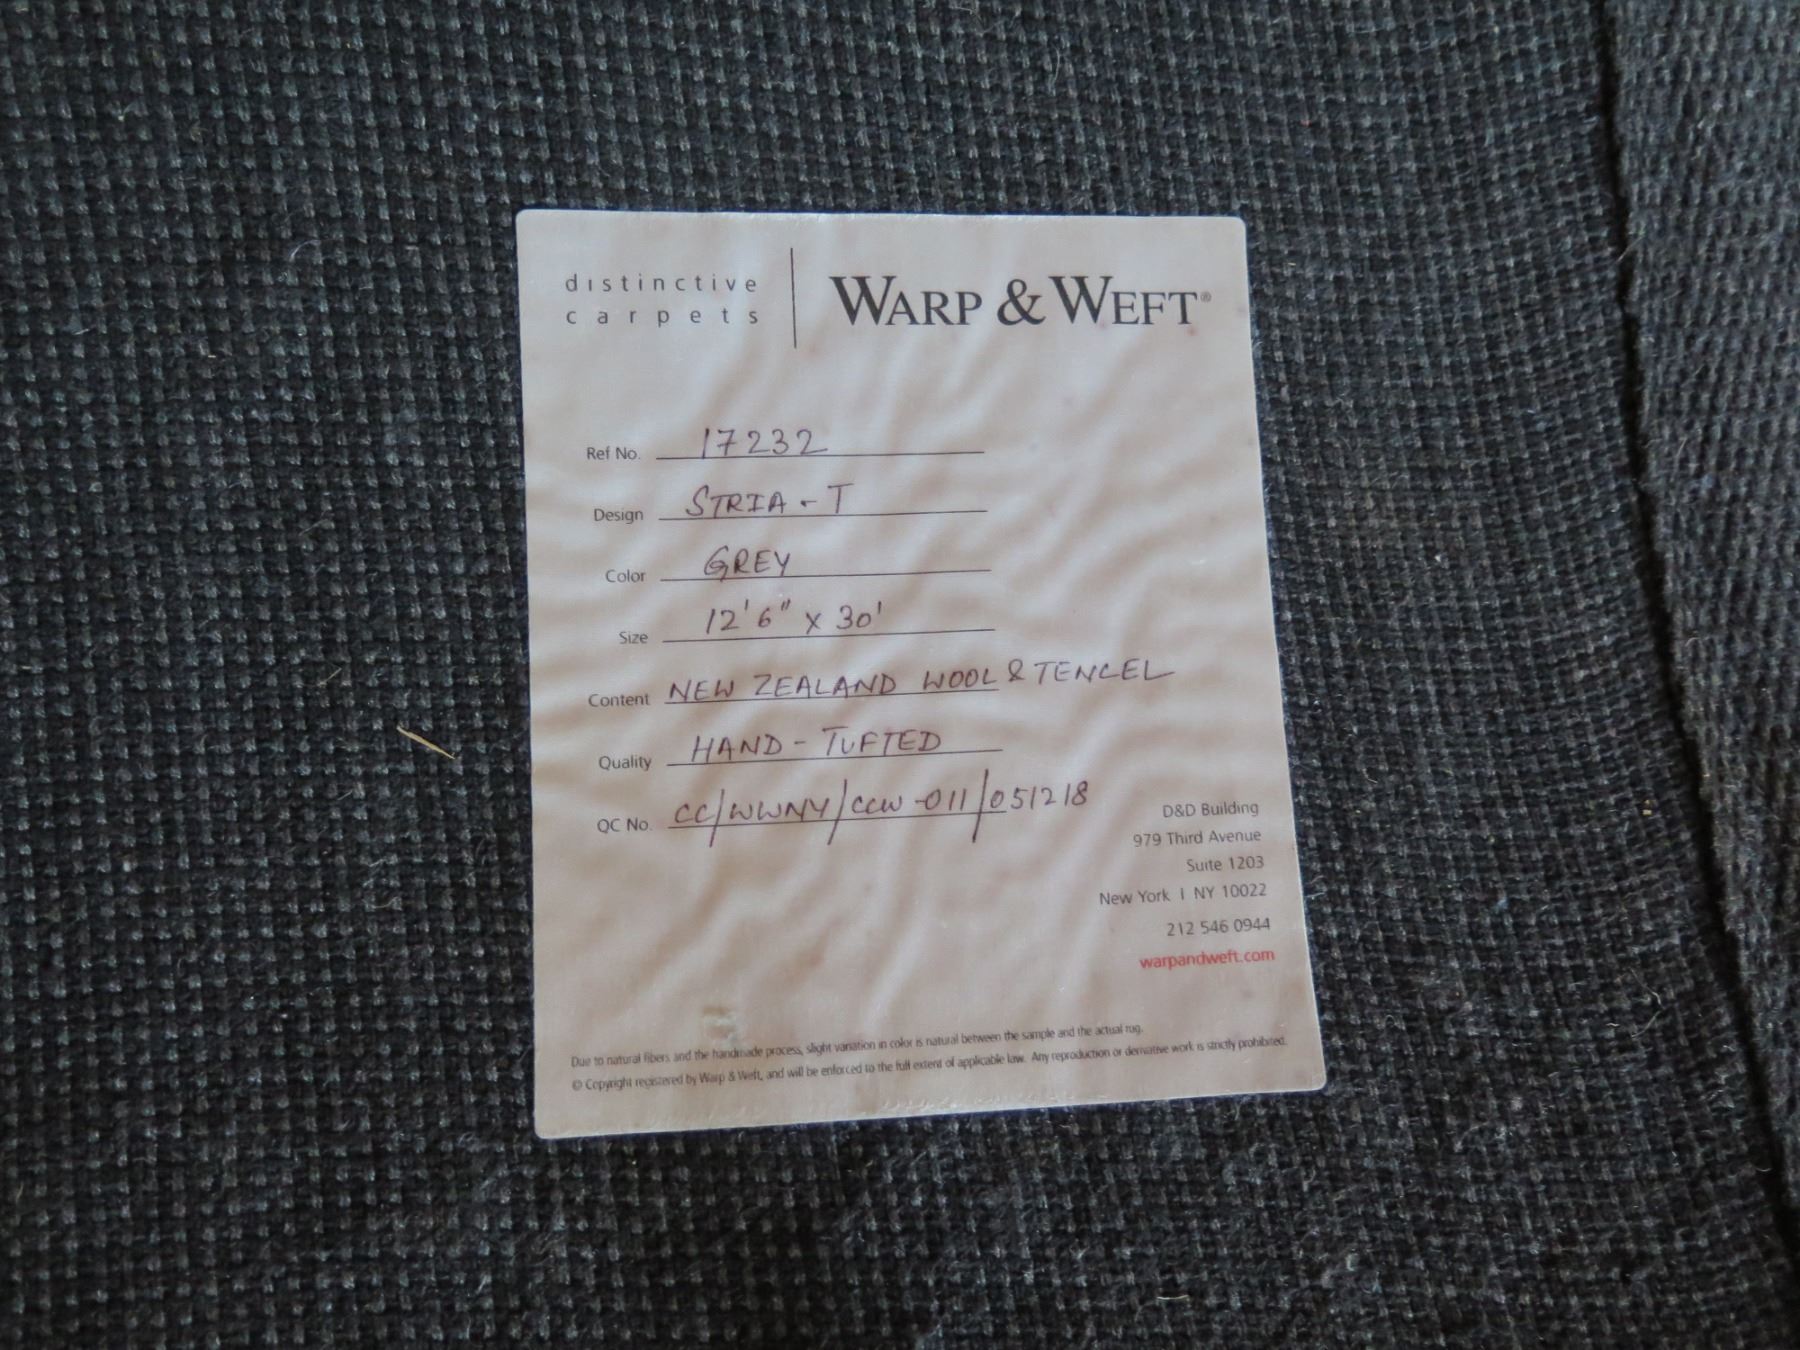 distinctive
carpets
WARP & WEFT®
Ref No. 17232
Design STRIA - T
Color GREY
Size 12'6" x 30'
Content NEW ZEALAND WOOL & TENCEL
Quality HAND - TUFTED
QC No. CC/WWNY/CCW-011/051218
D&D Building
979 Third Avenue
Suite 1203
New York | NY 10022
212 546 0944
warpandweft.com
Due to natural fibers and the handmade process, slight variation in color is natural between the sample and the actual rug.
© Copyright registered by Warp & Weft, and will be enforced to the full extent of applicable law. Any reproduction or derivative work is strictly prohibited.